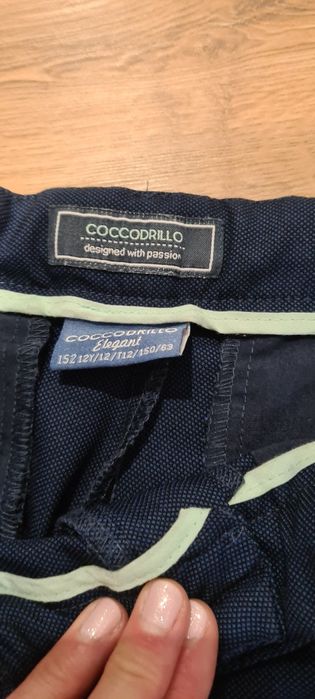 COCCODRILLO
designed with passion
COCCODRILLO
Elegant
152 12Y/12/T12/150/63